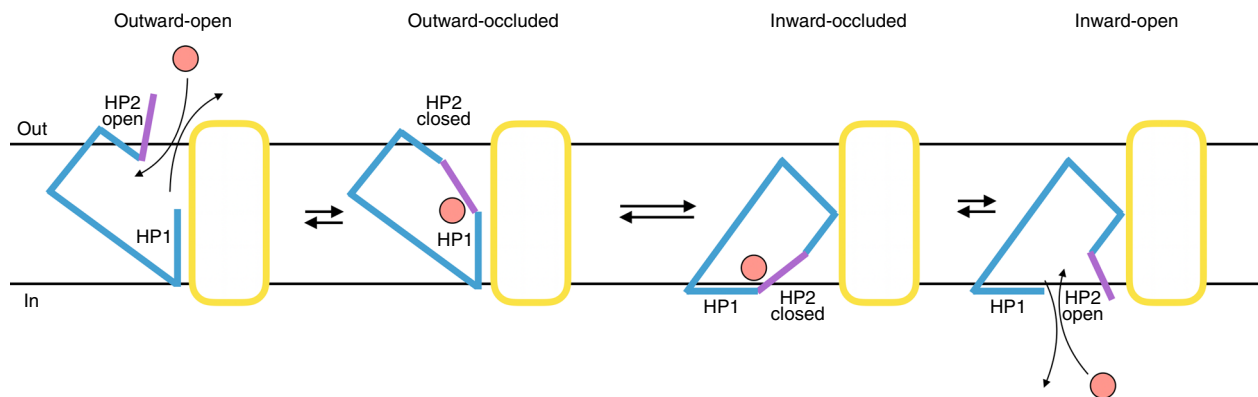 Outward-open
Outward-occluded
Inward-occluded
Inward-open
HP2
open
HP2
closed
Out
HP1
HP1
In
HP1
HP2
closed
HP1
HP2
open